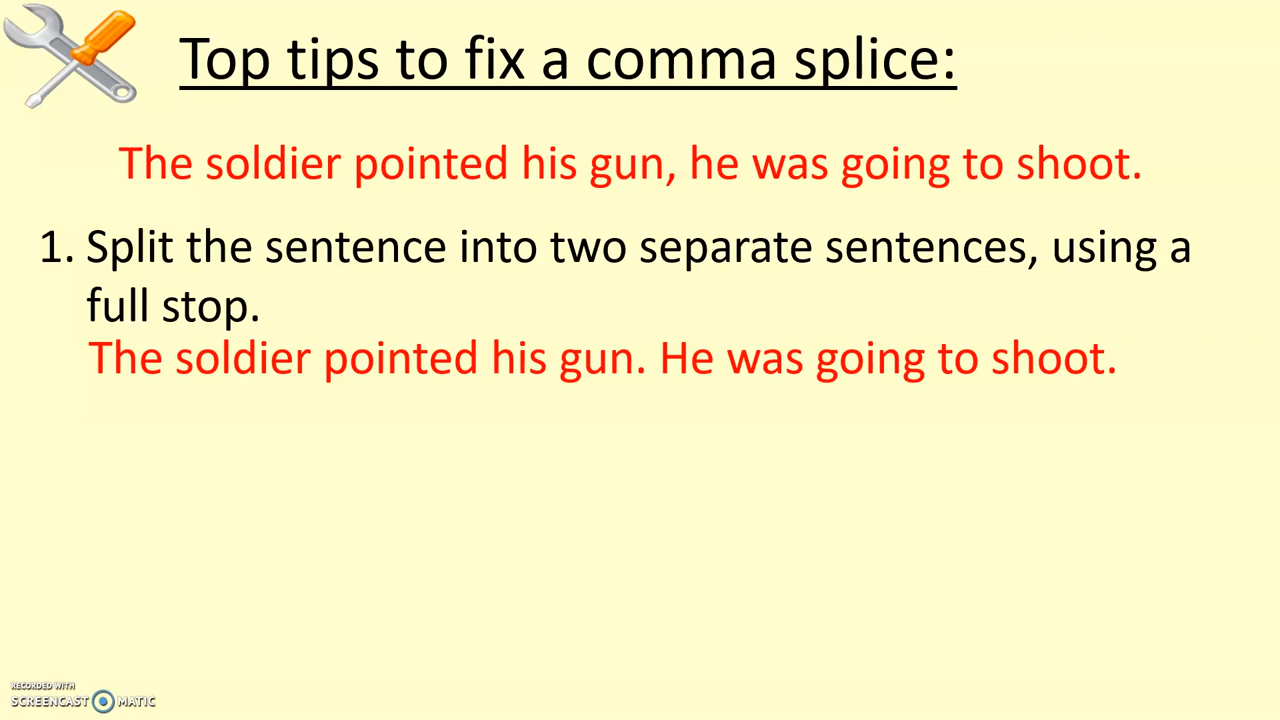 Top tips to fix a comma splice:
The soldier pointed his gun, he was going to shoot.
1. Split the sentence into two separate sentences, using a
full stop.
The soldier pointed his gun. He was going to shoot.
RECORDED WITH
SCREENCAST MATIC